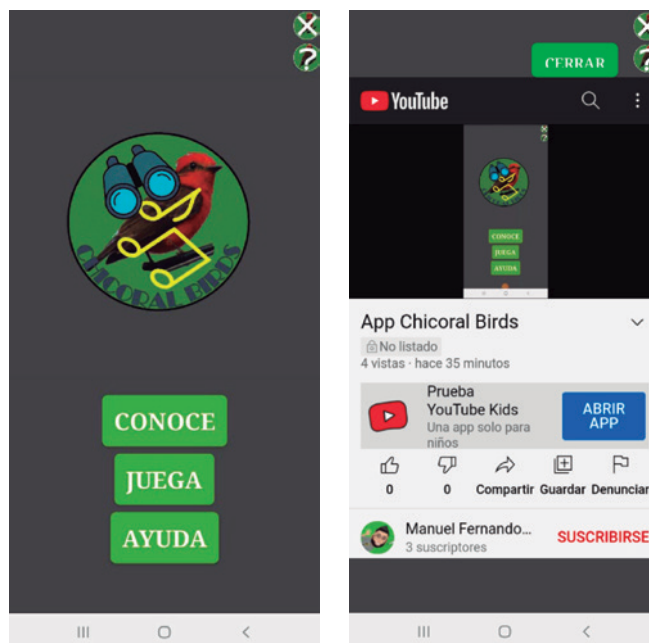 CHICORAL BIRDS
CONOCE
JUEGA
AYUDA
CERRAR
YouTube
CONOCE
JUEGA
AYUDA
App Chicoral Birds
No listado
4 vistas · hace 35 minutos
Prueba
YouTube Kids
Una app solo para
niños
ABRIR
APP
0 0 Compartir Guardar Denunciar
Manuel Fernando... SUSCRIBIRSE
3 suscriptores